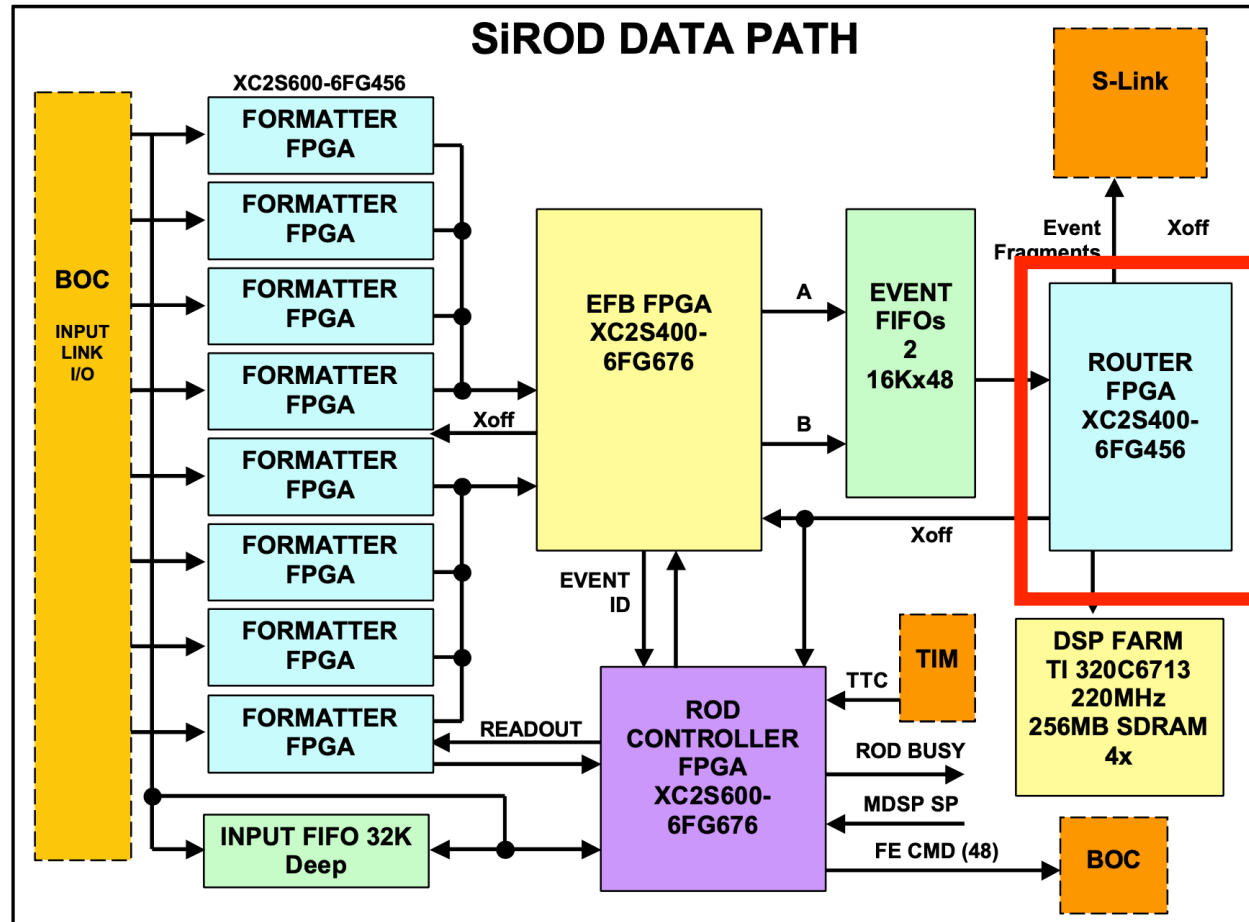 SiROD DATA PATH
XC2S600-6FG456
BOC
INPUT
LINK
I/O
FORMATTER
FPGA
FORMATTER
FPGA
FORMATTER
FPGA
FORMATTER
FPGA
FORMATTER
FPGA
FORMATTER
FPGA
FORMATTER
FPGA
FORMATTER
FPGA
INPUT FIFO 32K
Deep
Xoff
READOUT
EFB FPGA
XC2S400-
6FG676
EVENT
ID
A
B
EVENT
FIFOs
2
16Kx48
S-Link
Event
Fragments
Xoff
ROUTER
FPGA
XC2S400-
6FG456
Xoff
DSP FARM
TI 320C6713
220MHz
256MB SDRAM
4x
TIM
TTC
ROD
CONTROLLER
FPGA
XC2S600-
6FG676
ROD BUSY
MDSP SP
FE CMD (48)
BOC